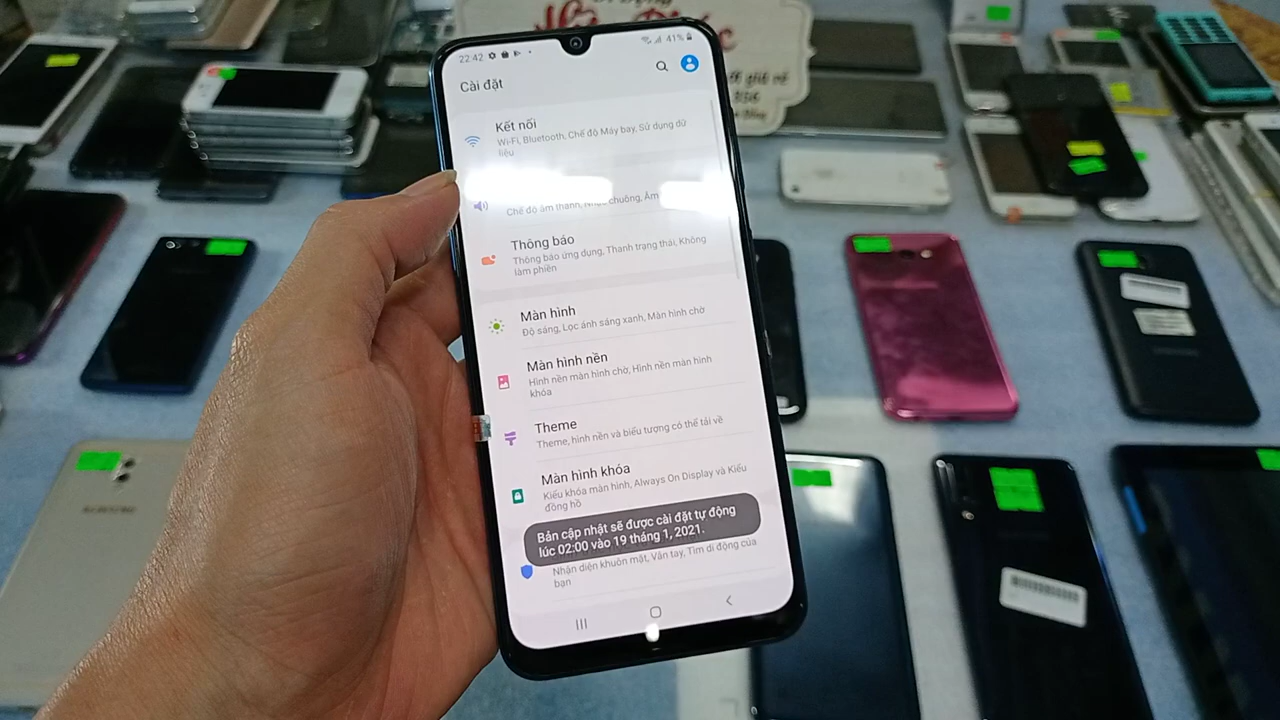 22:42
41%
Cài đặt
Kết nối
Wi-Fi, Bluetooth, Chế độ Máy bay, Sử dụng dữ
liệu
Chế độ âm thanh, Nhạc chuông, Âm
Thông báo
Thông báo ứng dụng, Thanh trạng thái, Không
làm phiền
Màn hình
Độ sáng, Lọc ánh sáng xanh, Màn hình chờ
Màn hình nền
Hình nền màn hình chờ, Hình nền màn hình
khóa
Theme
Theme, hình nền và biểu tượng có thể tải về
Màn hình khóa
Kiểu khóa màn hình, Always On Display và Kiểu
đồng hồ
Bản cập nhật sẽ được cài đặt tự động
lúc 02:00 vào 19 tháng 1, 2021.
Nhận diện khuôn mặt, Vân tay, Tìm di động của
bạn
SAMSUNG